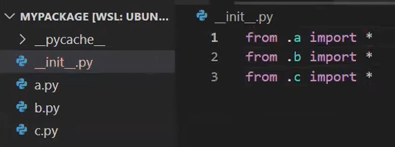 MYPACKAGE [WSL: UBUN
__pycache__
__init__.py
a.py
b.py
c.py
__init__.py
1 from .a import *
2 from .b import *
3 from .c import *